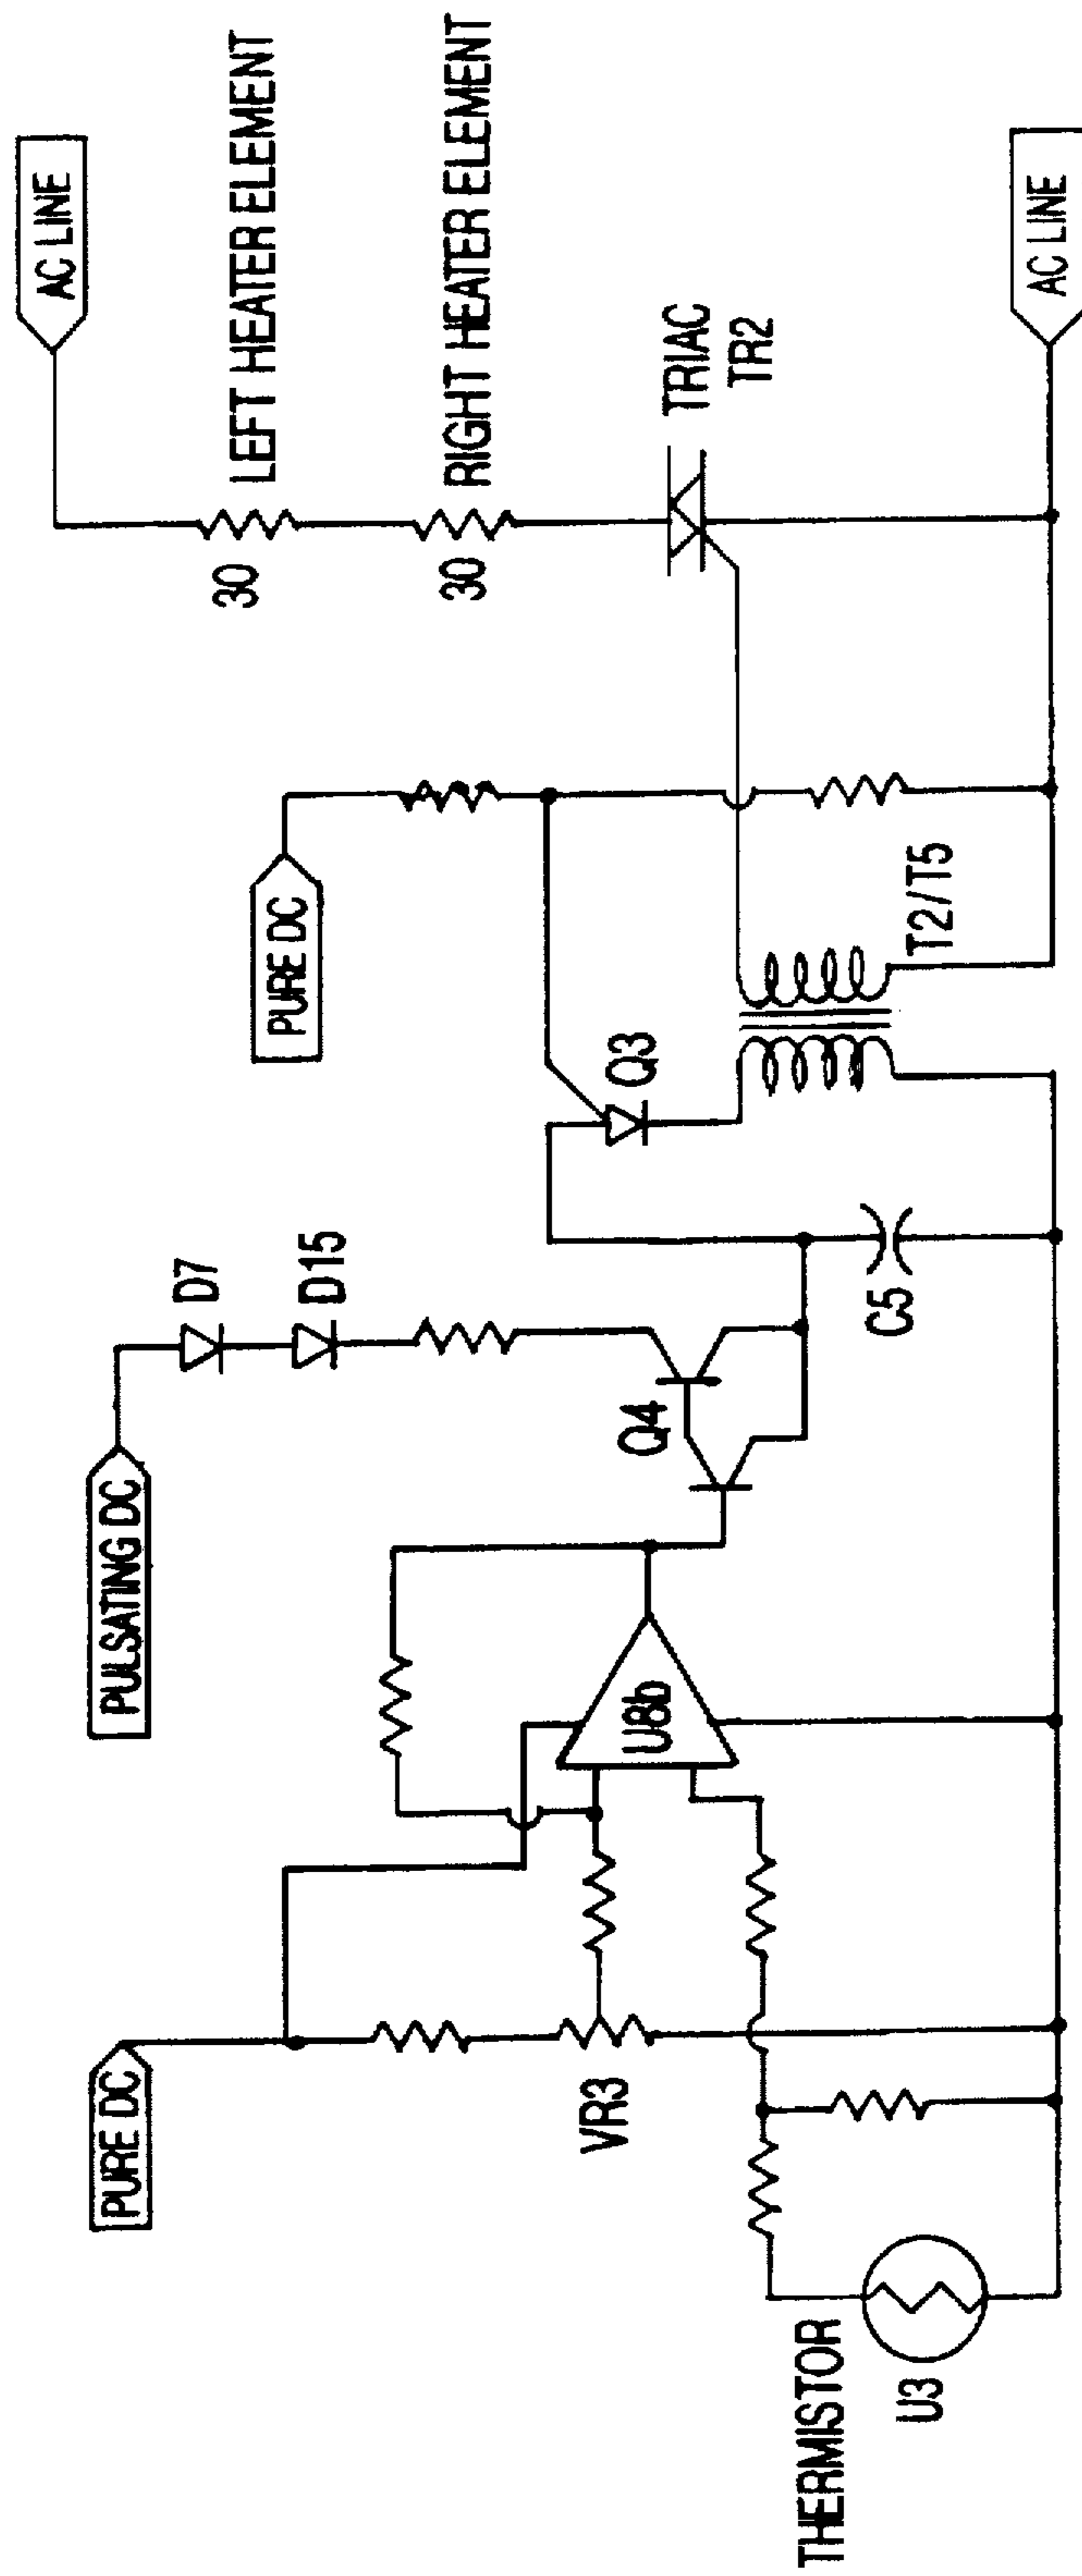 AC LINE
LEFT HEATER ELEMENT
30
RIGHT HEATER ELEMENT
30
TRIAC
TR2
AC LINE
PURE DC
Q3
T2/T5
PULSATING DC
D7
D15
Q4
C5
U8b
PURE DC
VR3
THERMISTOR
U3